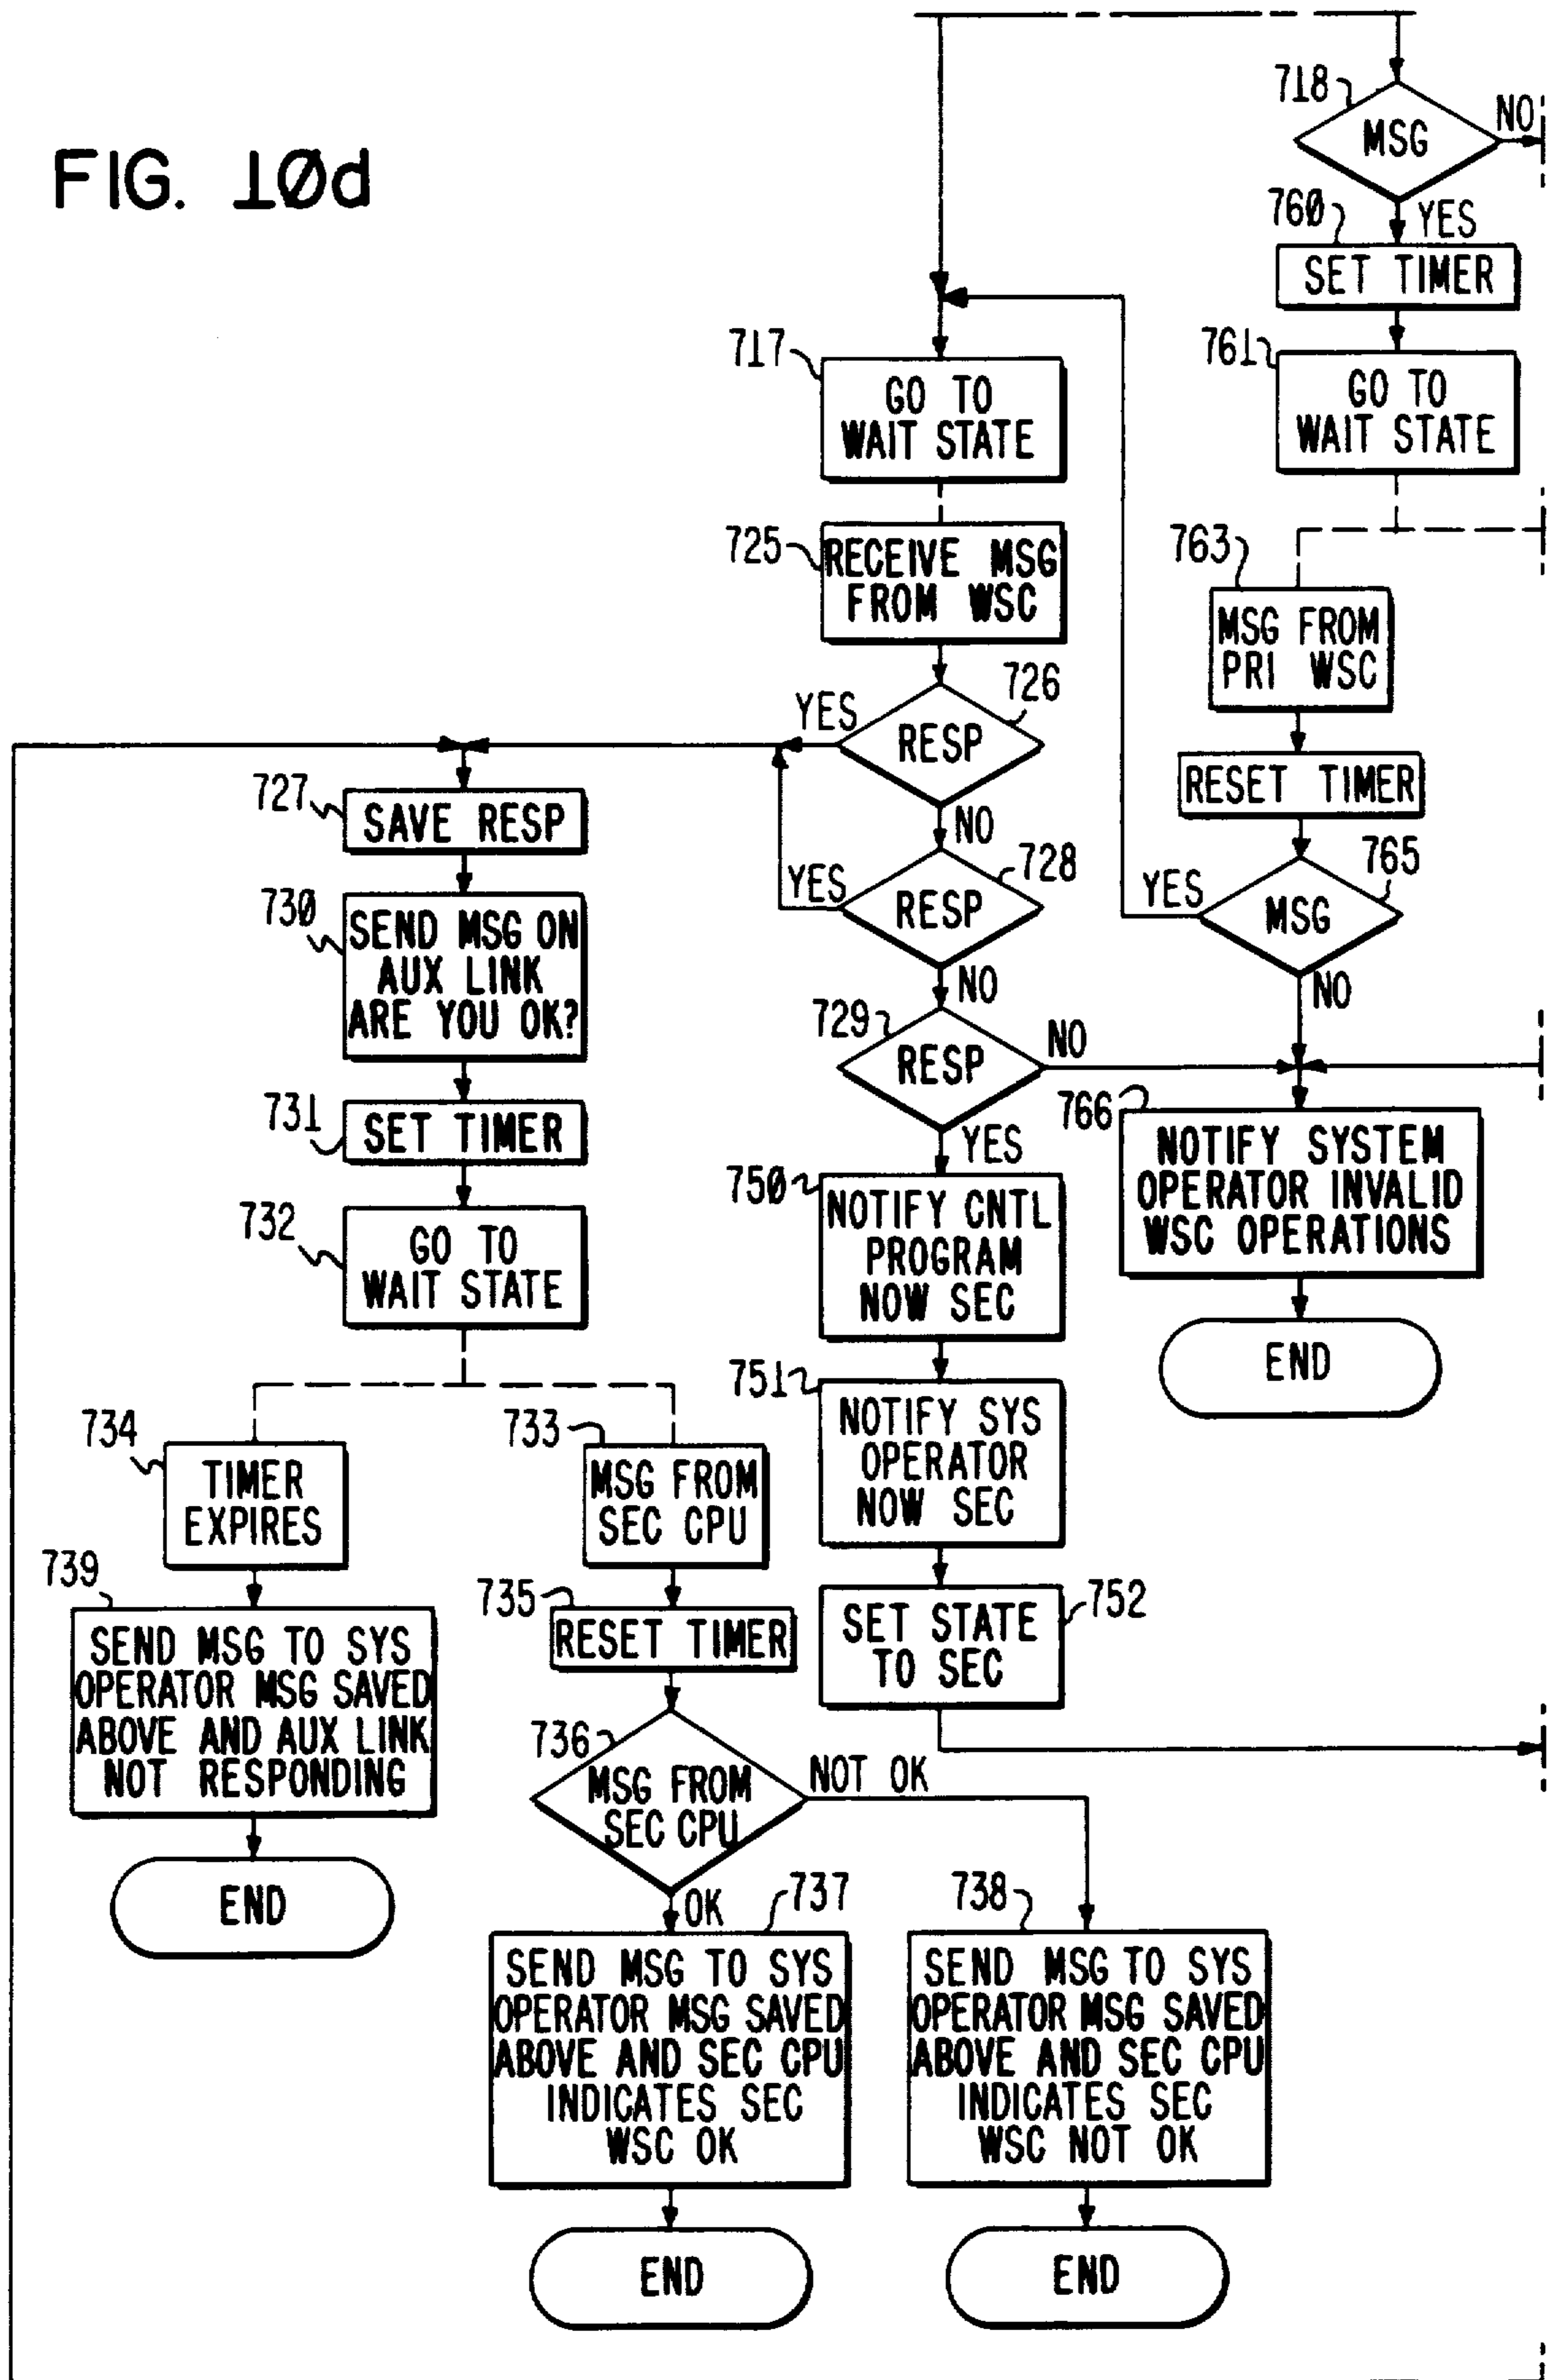 FIG. 10d
718
MSG
NO
760
YES
SET TIMER
717
GO TO
WAIT STATE
761
GO TO
WAIT STATE
725
RECEIVE MSG
FROM WSC
763
MSG FROM
PRI WSC
726
YES
RESP
NO
RESET TIMER
727
SAVE RESP
728
YES
RESP
NO
765
YES
MSG
NO
730
SEND MSG ON
AUX LINK
ARE YOU OK?
729
RESP
NO
YES
731
SET TIMER
766
NOTIFY SYSTEM
OPERATOR INVALID
WSC OPERATIONS
END
732
GO TO
WAIT STATE
750
NOTIFY CNTL
PROGRAM
NOW SEC
751
NOTIFY SYS
OPERATOR
NOW SEC
734
TIMER
EXPIRES
733
MSG FROM
SEC CPU
739
SEND MSG TO SYS
OPERATOR MSG SAVED
ABOVE AND AUX LINK
NOT RESPONDING
END
735
RESET TIMER
752
SET STATE
TO SEC
736
MSG FROM
SEC CPU
NOT OK
OK
737
SEND MSG TO SYS
OPERATOR MSG SAVED
ABOVE AND SEC CPU
INDICATES SEC
WSC OK
END
738
SEND MSG TO SYS
OPERATOR MSG SAVED
ABOVE AND SEC CPU
INDICATES SEC
WSC NOT OK
END